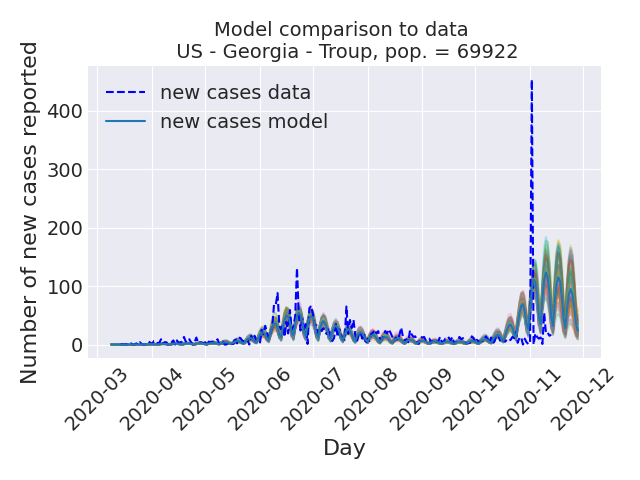 Model comparison to data
US - Georgia - Troup, pop. = 69922
Number of new cases reported
400
300
200
100
0
new cases data
new cases model
2020-03
2020-04
2020-05
2020-06
2020-07
2020-08
2020-09
2020-10
2020-11
2020-12
Day